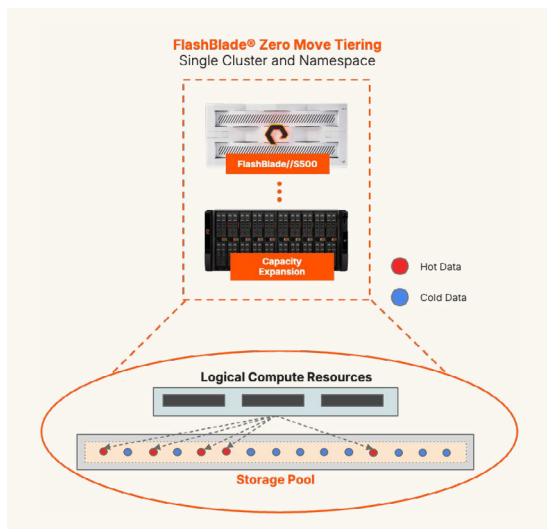 FlashBlade® Zero Move Tiering
Single Cluster and Namespace
FlashBlade//S500
Capacity
Expansion
Hot Data
Cold Data
Logical Compute Resources
Storage Pool